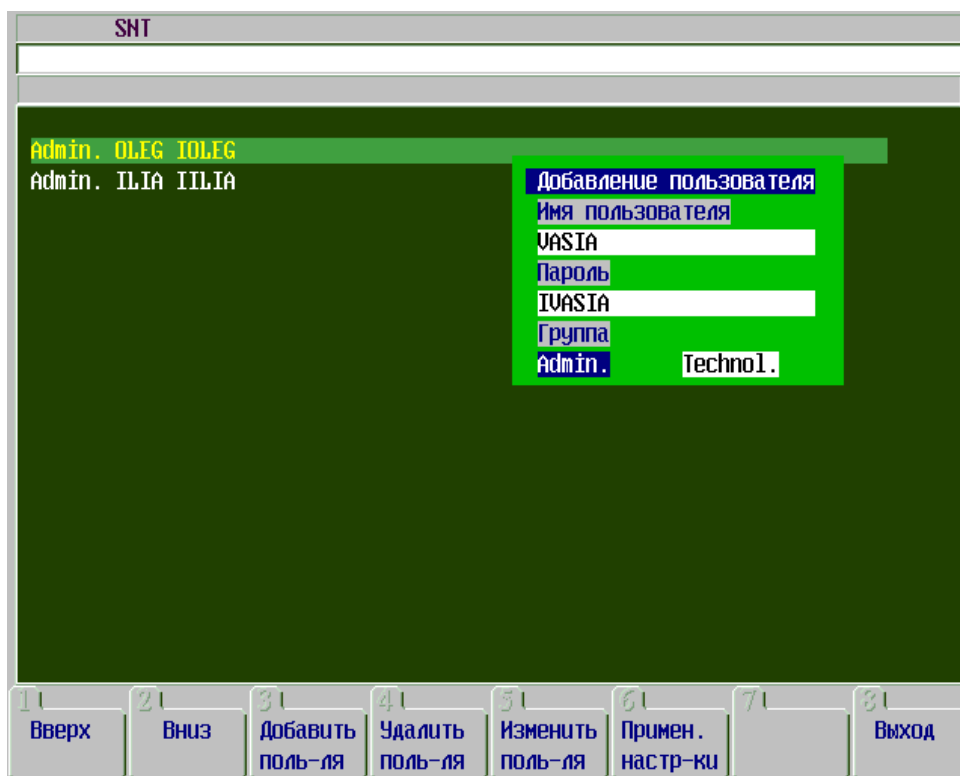 SNT
Admin. OLEG IOLEG
Admin. ILIA IILIA
Добавление пользователя
Имя пользователя
VASIA
Пароль
IVASIA
Группа
Admin. Technol.
1 2 3 4 5 6 7 8
Вверх Вниз Добавить Удалить Изменить Примен. Выход
поль-ля поль-ля поль-ля настр-ки